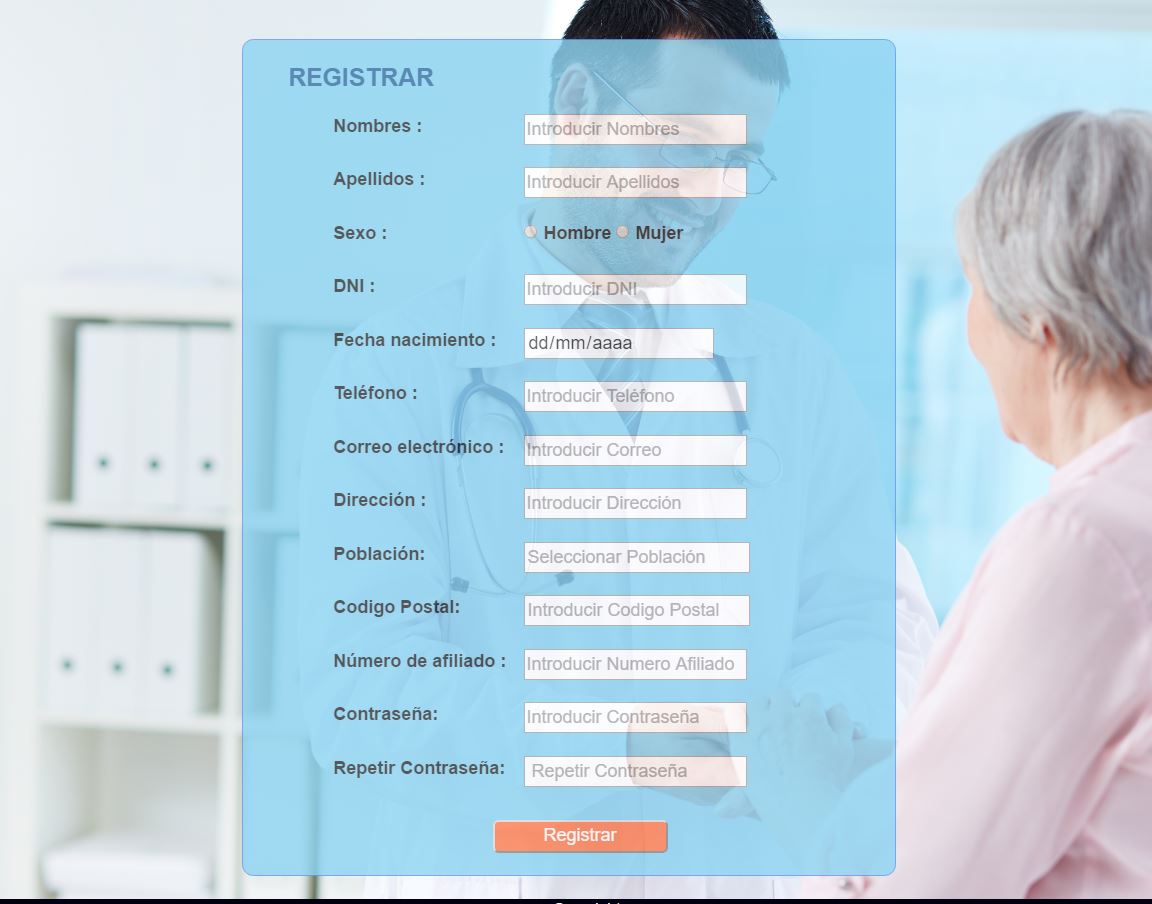 REGISTRAR
Nombres : Introducir Nombres
Apellidos : Introducir Apellidos
Sexo : Hombre Mujer
DNI : Introducir DNI
Fecha nacimiento : dd/mm/aaaa
Teléfono : Introducir Teléfono
Correo electrónico : Introducir Correo
Dirección : Introducir Dirección
Población: Seleccionar Población
Codigo Postal: Introducir Codigo Postal
Número de afiliado : Introducir Numero Afiliado
Contraseña: Introducir Contraseña
Repetir Contraseña: Repetir Contraseña
Registrar